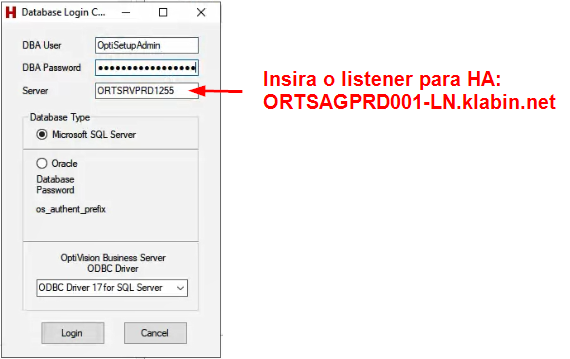 H Database Login C...
DBA User OptiSetupAdmin
DBA Password ●●●●●●●●●●●●●●●●●
Server ORTSRVPRD1255
Insira o listener para HA:
ORTSAGPRD001-LN.klabin.net
Database Type
Microsoft SQL Server
Oracle
Database
Password
os_authent_prefix
OptiVision Business Server
ODBC Driver
ODBC Driver 17 for SQL Server
Login Cancel